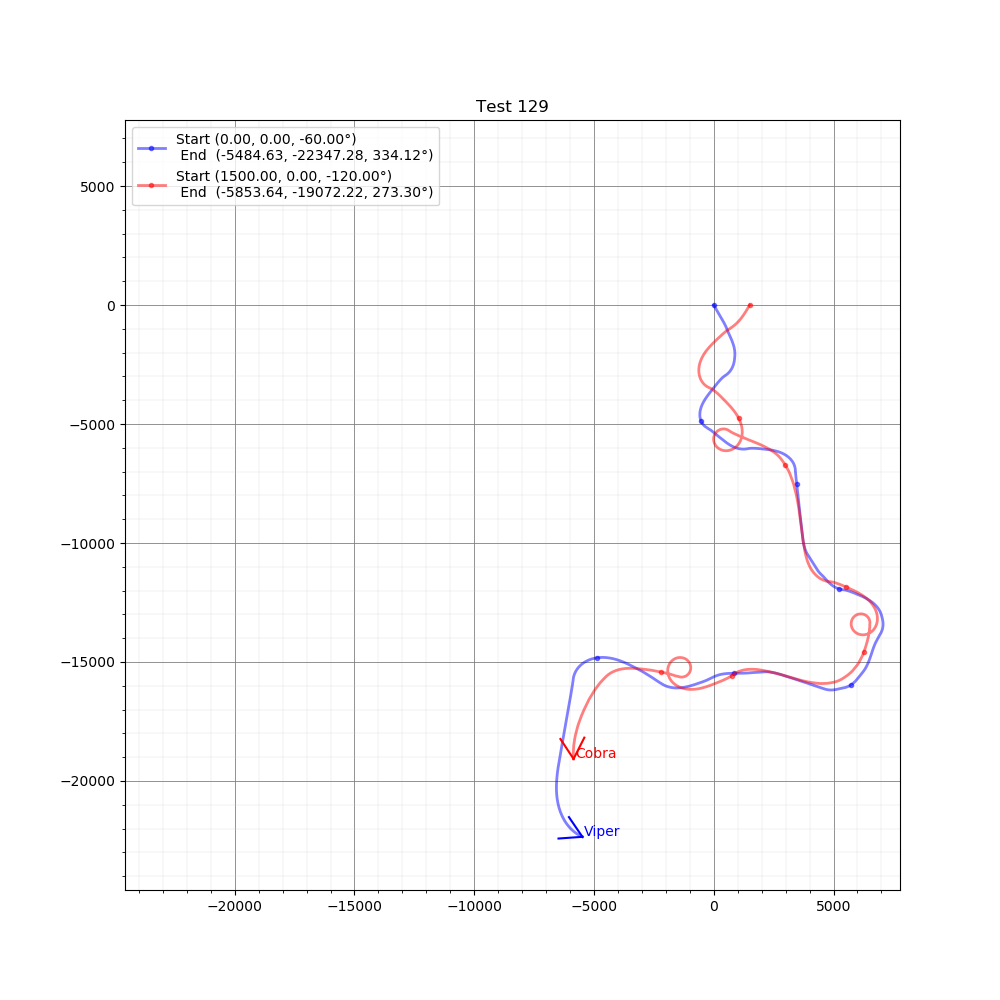 Test 129
Start (0.00, 0.00, -60.00°)
End (-5484.63, -22347.28, 334.12°)
Start (1500.00, 0.00, -120.00°)
End (-5853.64, -19072.22, 273.30°)
5000
0
−5000
−10000
−15000
−20000
Cobra
Viper
−20000 −15000 −10000 −5000 0 5000